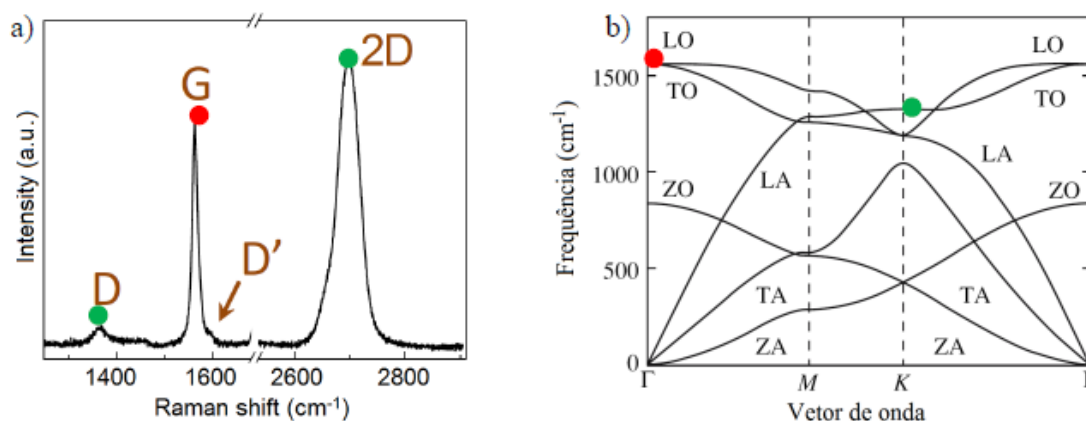 a)
D
G
D'
2D
Intensity (a.u.)
1400
1600
2600
2800
Raman shift (cm⁻¹)
b)
LO
TO
ZO
LA
TA
ZA
LO
TO
LA
ZO
TA
ZA
Frequência (cm⁻¹)
1500
1000
500
0
Γ
M
K
Vetor de onda